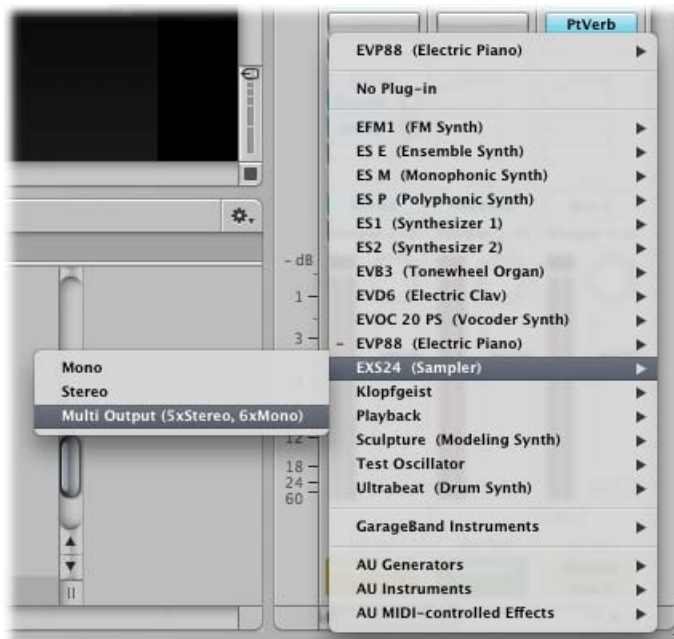 PtVerb
EVP88 (Electric Piano)
No Plug-in
EFM1 (FM Synth)
ES E (Ensemble Synth)
ES M (Monophonic Synth)
ES P (Polyphonic Synth)
ES1 (Synthesizer 1)
ES2 (Synthesizer 2)
EVB3 (Tonewheel Organ)
EVD6 (Electric Clav)
EVOC 20 PS (Vocoder Synth)
– EVP88 (Electric Piano)
EXS24 (Sampler)
Klopfgeist
Playback
Sculpture (Modeling Synth)
Test Oscillator
Ultrabeat (Drum Synth)
GarageBand Instruments
AU Generators
AU Instruments
AU MIDI-controlled Effects
Mono
Stereo
Multi Output (5xStereo, 6xMono)
- dB
1
3
12
18
24
60